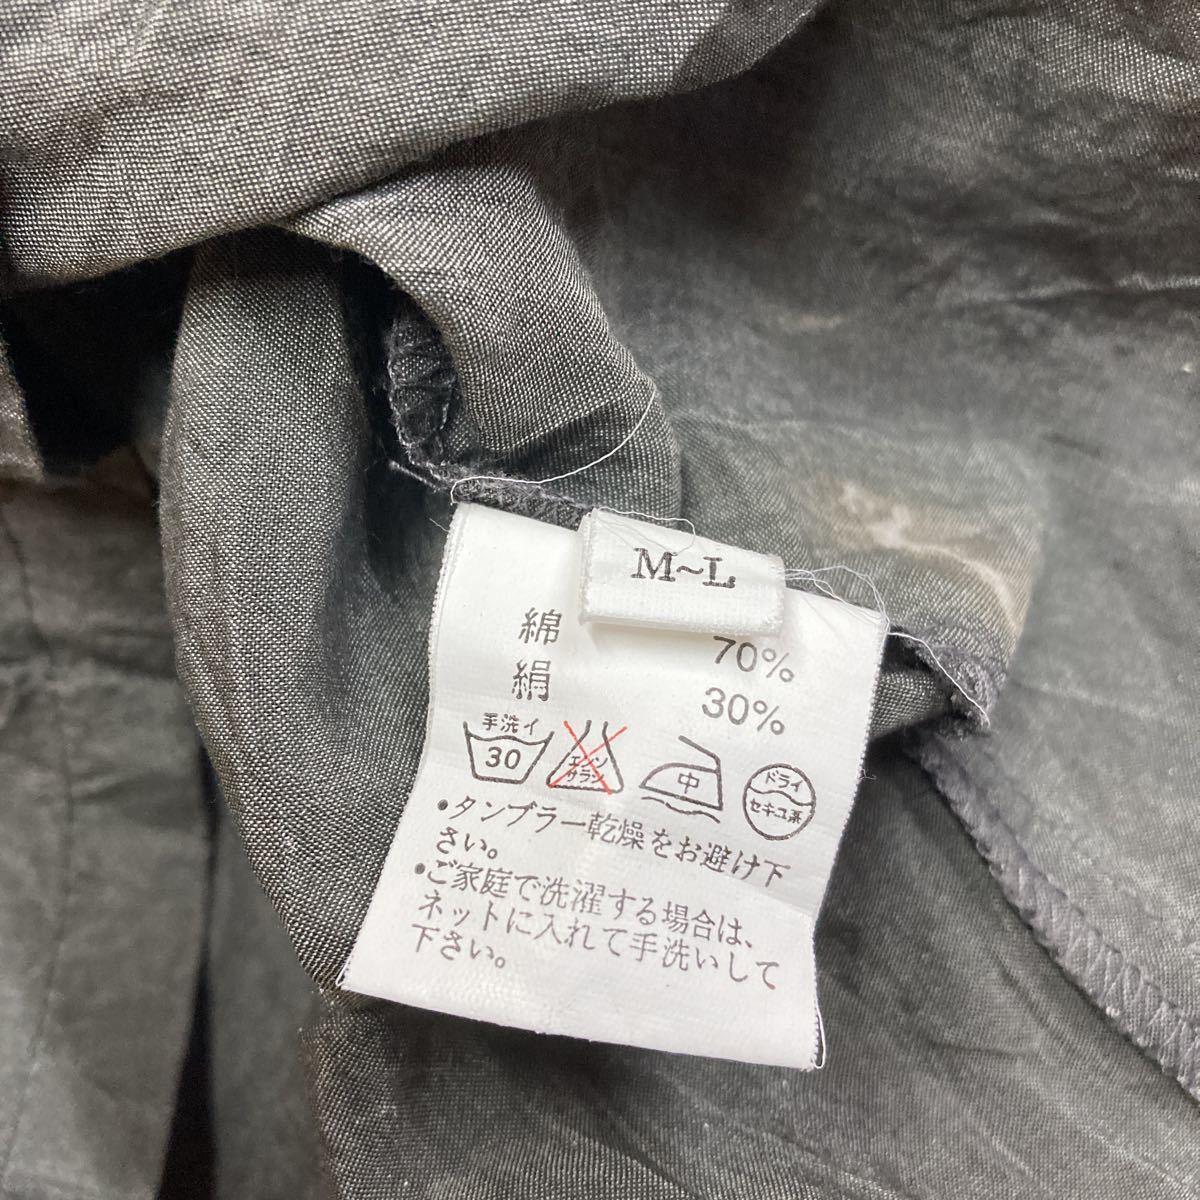 M~L
綿 70%
絹 30%
手洗イ
30
エンソ
サラシ
中
ドライ
セキユ系
•タンブラー乾燥をお避け下
さい。
•ご家庭で洗濯する場合は、
ネットに入れて手洗いして
下さい。